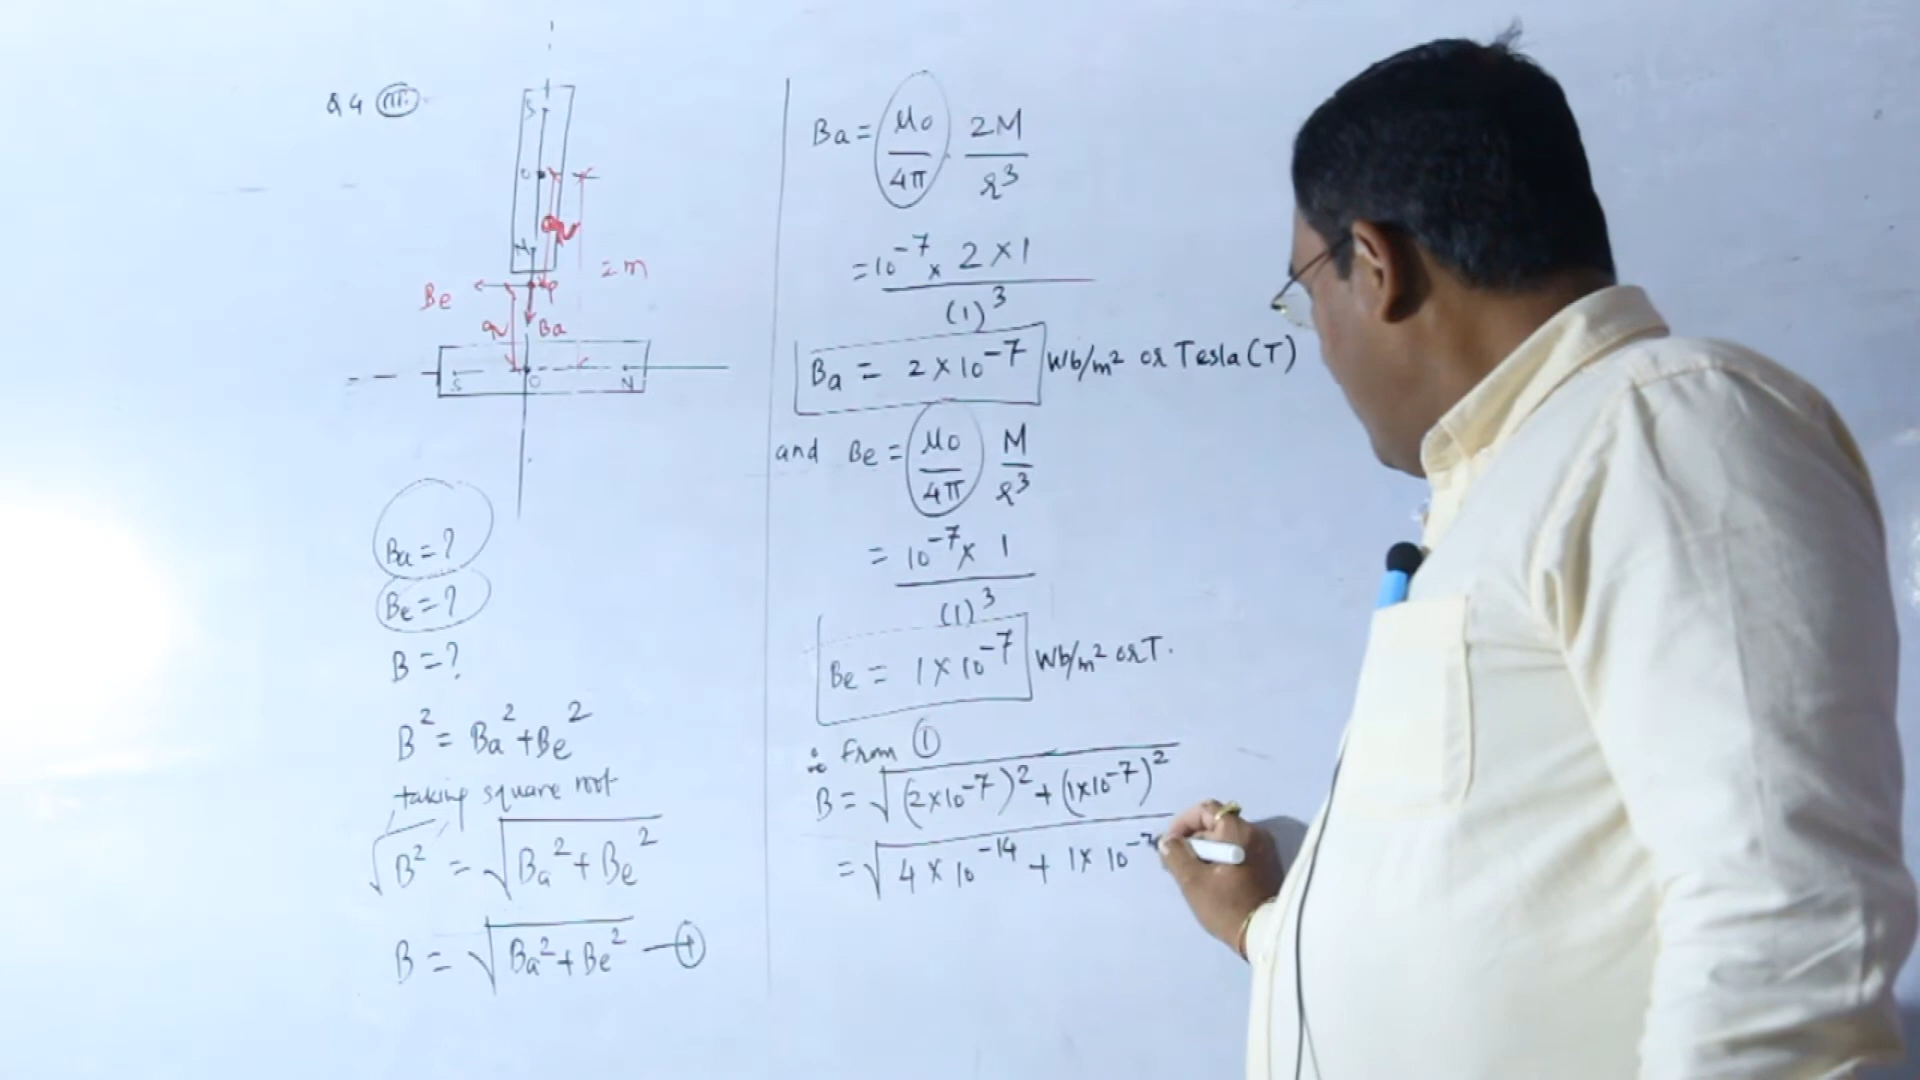 Q4 (III)
S
O
N
P
r
= m
Be
r
Ba
S O N
Ba = ?
Be = ?
B = ?
B² = Ba² + Be²
taking square root
√B² = √Ba² + Be²
B = √Ba² + Be² — ①
Ba = μ0/4π · 2M/r³
= 10⁻⁷ × 2 × 1 / (1)³
Ba = 2 × 10⁻⁷ Wb/m² or Tesla (T)
and Be = μ0/4π M/r³
= 10⁻⁷ × 1 / (1)³
Be = 1 × 10⁻⁷ Wb/m² or T.
∴ from ①
B = √(2×10⁻⁷)² + (1×10⁻⁷)²
= √4 × 10⁻¹⁴ + 1 × 10